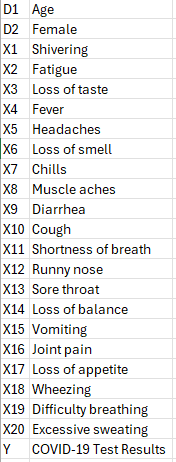 D1 Age
D2 Female
X1 Shivering
X2 Fatigue
X3 Loss of taste
X4 Fever
X5 Headaches
X6 Loss of smell
X7 Chills
X8 Muscle aches
X9 Diarrhea
X10 Cough
X11 Shortness of breath
X12 Runny nose
X13 Sore throat
X14 Loss of balance
X15 Vomiting
X16 Joint pain
X17 Loss of appetite
X18 Wheezing
X19 Difficulty breathing
X20 Excessive sweating
Y COVID-19 Test Results